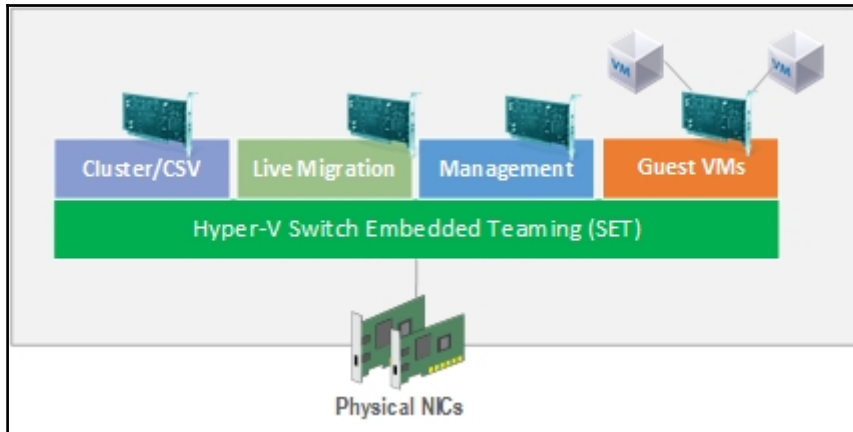 VM
VM
Cluster/CSV
Live Migration
Management
Guest VMs
Hyper-V Switch Embedded Teaming (SET)
Physical NICs